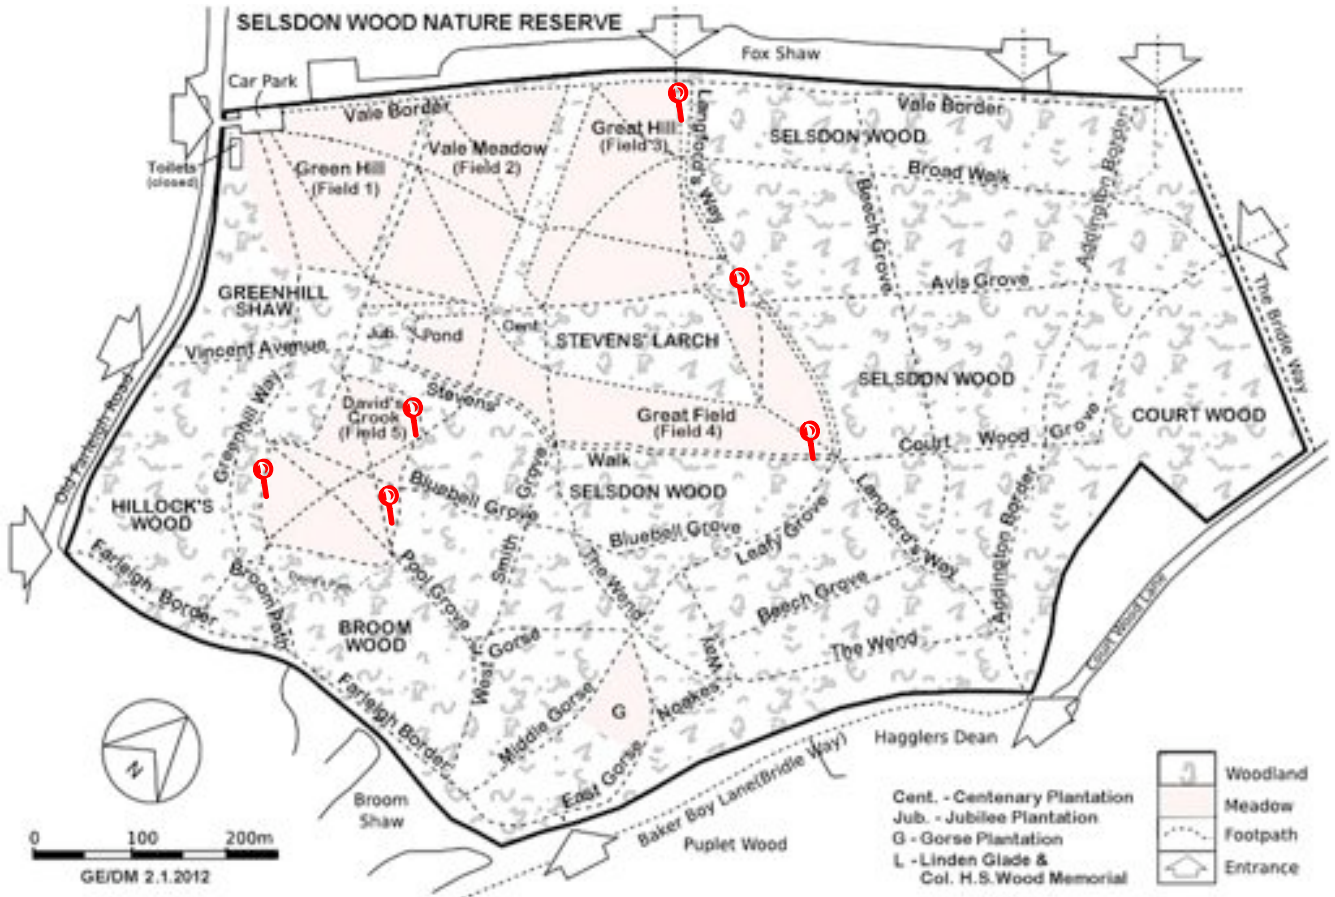 SELSDON WOOD NATURE RESERVE
Fox Shaw
Car Park
Vale Border
Vale Border
Toilets
(closed)
Green Hill
(Field 1)
Vale Meadow
(Field 2)
Great Hill
(Field 3)
Langford's Way
SELSDON WOOD
Broad Walk
Beech Grove
Addington Border
Avis Grove
The Bridle Way
GREENHILL
SHAW
Jub.
Pond
Cent.
STEVENS' LARCH
Vincent Avenue
Stevens
SELSDON WOOD
COURT WOOD
Greenhill Way
David's
Crook
(Field 5)
Great Field
(Field 4)
Court Wood Grove
Old Farleigh Road
Walk
Bluebell Grove
Smith Grove
SELSDON WOOD
HILLOCK'S
WOOD
Bluebell Grove
Leafy Grove
Langford's Way
Addington Border
Farleigh Border
Broom Path
Pool Grove
The Wend
Beech Grove
BROOM
WOOD
L
West Gorse
Way
The Wend
Court Wood Lane
Farleigh Border
Middle Gorse
G
Noakes
East Gorse
Hagglers Dean
Baker Boy Lane(Bridle Way)
Puplet Wood
Broom
Shaw
N
0 100 200m
GE/DM 2.1.2012
Cent. - Centenary Plantation
Jub. - Jubilee Plantation
G - Gorse Plantation
L - Linden Glade &
Col. H.S.Wood Memorial
Woodland
Meadow
Footpath
Entrance